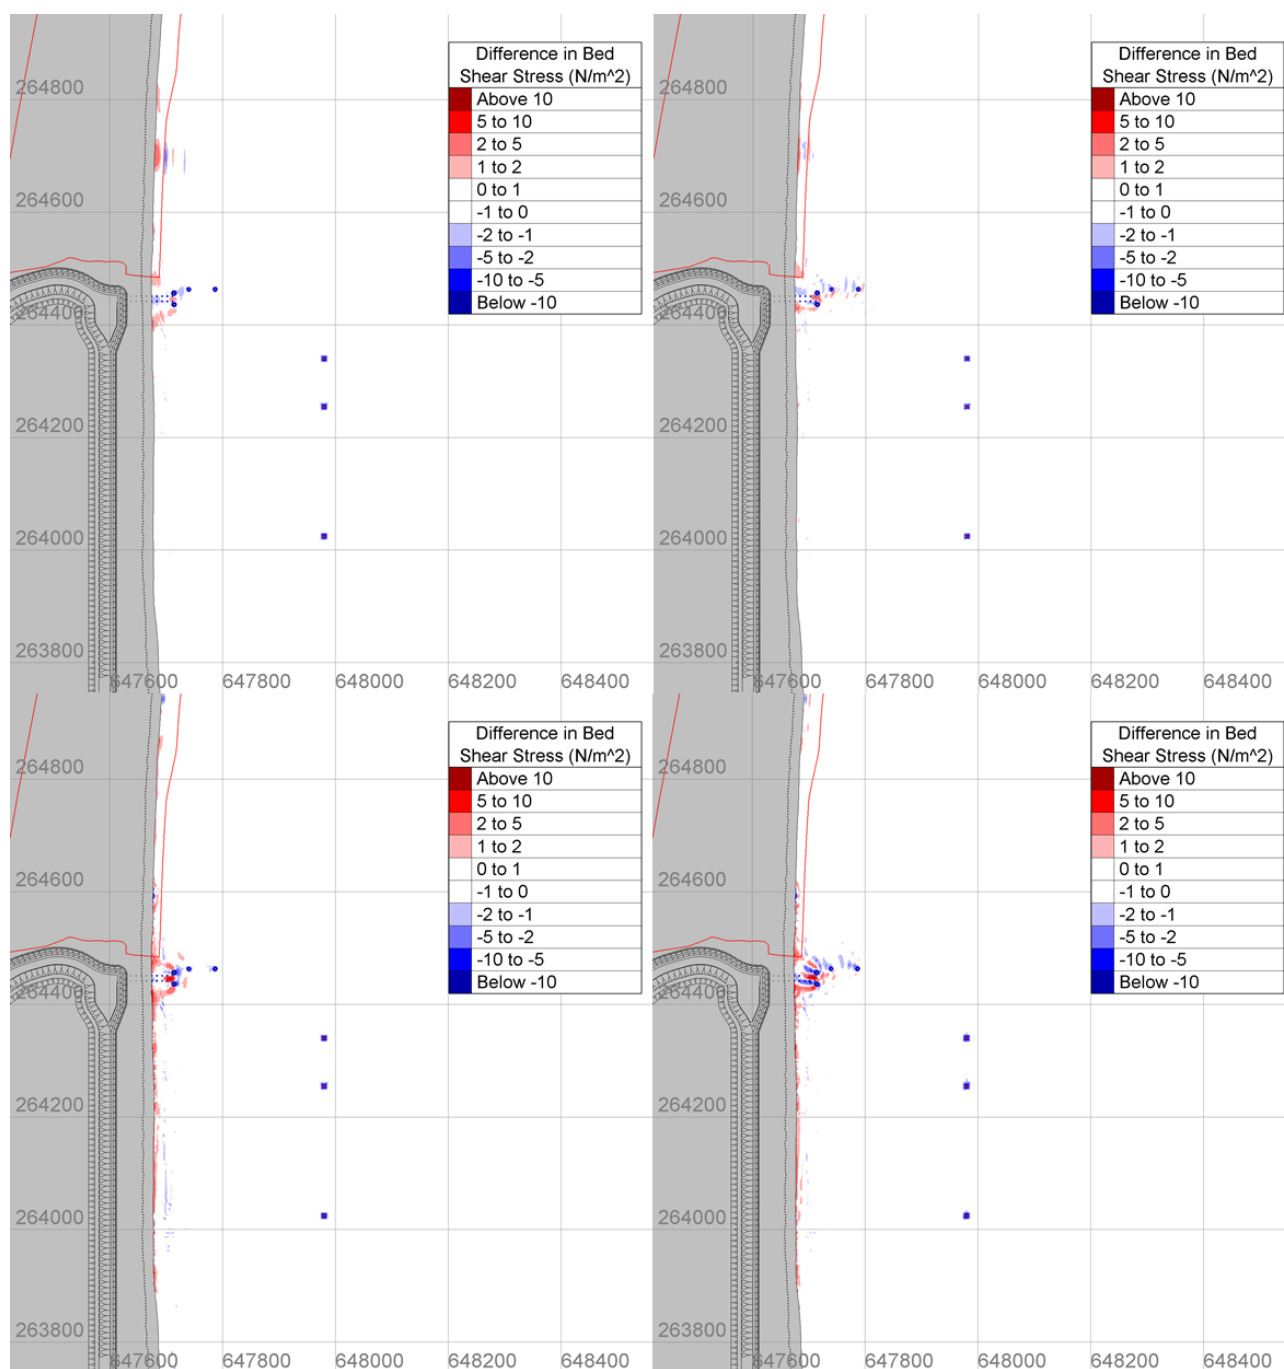 Difference in Bed
Shear Stress (N/m^2)
Above 10
5 to 10
2 to 5
1 to 2
0 to 1
-1 to 0
-2 to -1
-5 to -2
-10 to -5
Below -10
264800
264600
264400
264200
264000
263800
647600
647800
648000
648200
648400
Difference in Bed
Shear Stress (N/m^2)
Above 10
5 to 10
2 to 5
1 to 2
0 to 1
-1 to 0
-2 to -1
-5 to -2
-10 to -5
Below -10
264800
264600
264400
264200
264000
263800
647600
647800
648000
648200
648400
Difference in Bed
Shear Stress (N/m^2)
Above 10
5 to 10
2 to 5
1 to 2
0 to 1
-1 to 0
-2 to -1
-5 to -2
-10 to -5
Below -10
264800
264600
264400
264200
264000
263800
647600
647800
648000
648200
648400
Difference in Bed
Shear Stress (N/m^2)
Above 10
5 to 10
2 to 5
1 to 2
0 to 1
-1 to 0
-2 to -1
-5 to -2
-10 to -5
Below -10
264800
264600
264400
264200
264000
263800
647600
647800
648000
648200
648400